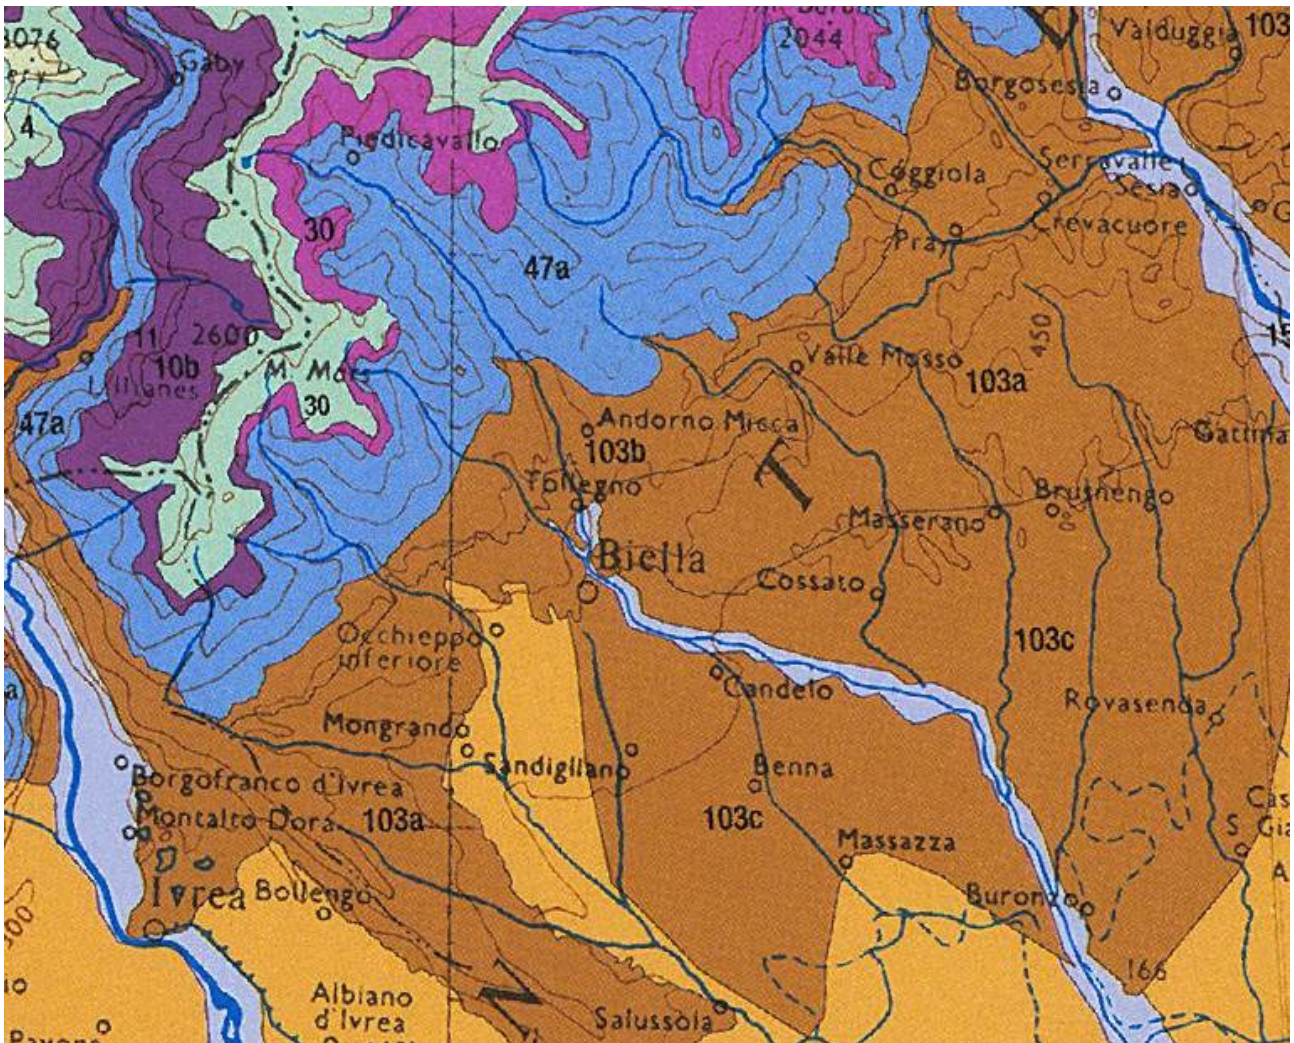 Valduggia
103
2044
Gaby
Borgosesia
4
Piedicavallo
Serravalle
Sesia
Coggiola
Crevacuore
Pray
30
47a
11
2600
10b
M. Mars
Lillianes
Valle Mosso
450
103a
30
47a
Andorno Micca
103b
Gattina
T
Tollegno
Brusnengo
Masserano
Biella
Cossato
Occhieppo
inferiore
103c
Candelo
Rovasenda
Mongrando
Sandigliano
Benna
Borgofranco d'Ivrea
Montalto Dora
103a
103c
Massazza
Ivrea
Bollengo
Buronzo
166
Albiano
d'Ivrea
N
Salussola